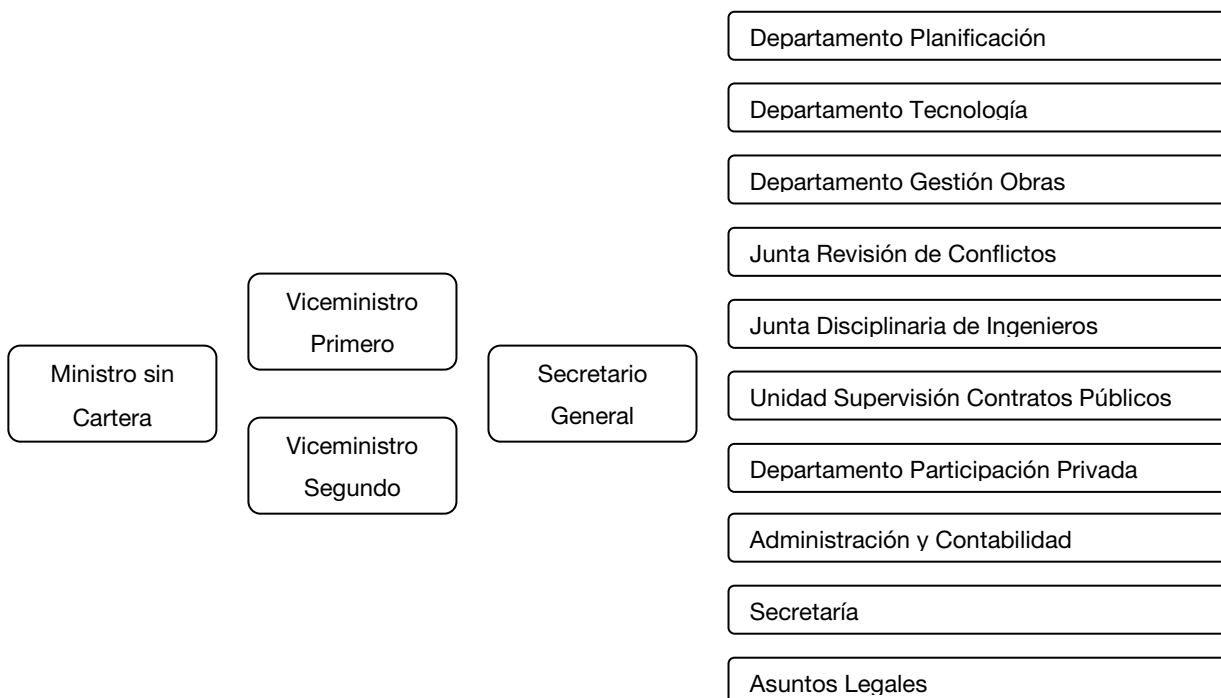 Ministro sin
Cartera
Viceministro
Primero
Viceministro
Segundo
Secretario
General
Departamento Planificación
Departamento Tecnología
Departamento Gestión Obras
Junta Revisión de Conflictos
Junta Disciplinaria de Ingenieros
Unidad Supervisión Contratos Públicos
Departamento Participación Privada
Administración y Contabilidad
Secretaría
Asuntos Legales